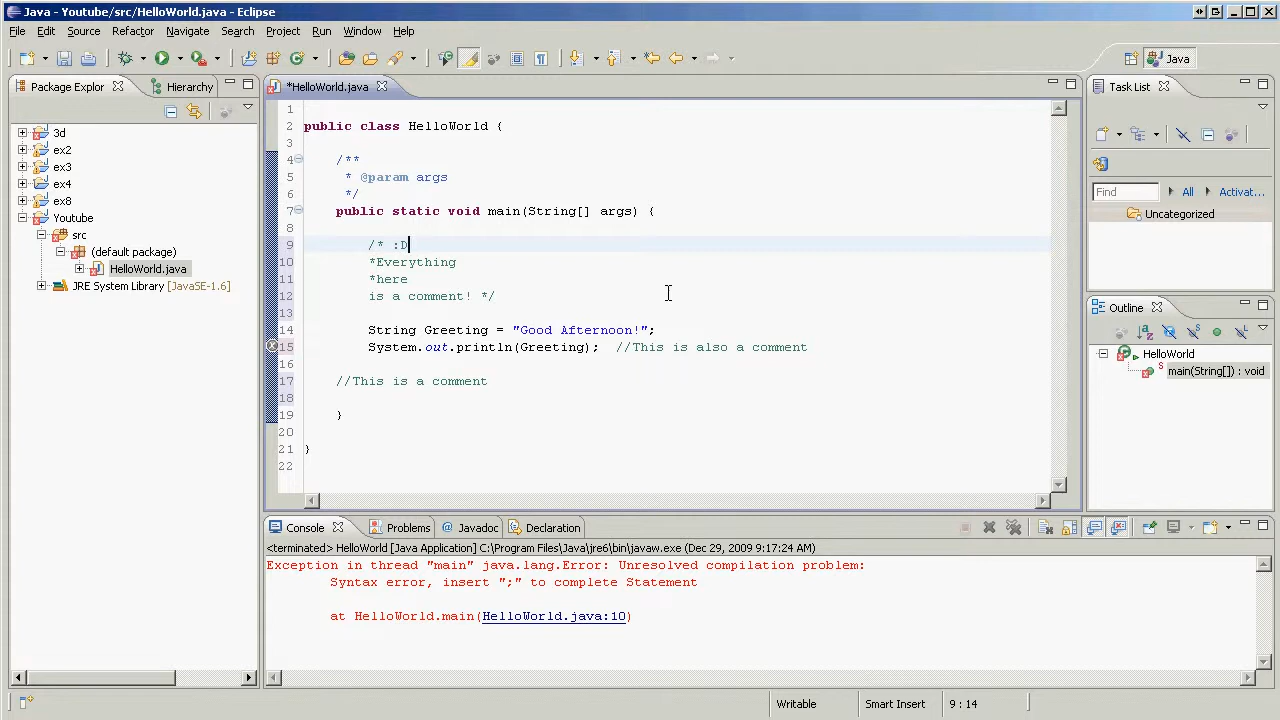 Java - Youtube/src/HelloWorld.java - Eclipse
File Edit Source Refactor Navigate Search Project Run Window Help
Java
Package Explor
Hierarchy
3d
ex2
ex3
ex4
ex8
Youtube
src
(default package)
HelloWorld.java
JRE System Library [JavaSE-1.6]
*HelloWorld.java
1
2 public class HelloWorld {
3
4 /**
5 * @param args
6 */
7 public static void main(String[] args) {
8
9 /* :D
10 *Everything
11 *here
12 is a comment! */
13
14 String Greeting = "Good Afternoon!";
15 System.out.println(Greeting); //This is also a comment
16
17 //This is a comment
18
19 }
20
21 }
22
Task List
Find All Activat...
Uncategorized
Outline
HelloWorld
S
main(String[]) : void
Console Problems @ Javadoc Declaration
<terminated> HelloWorld [Java Application] C:\Program Files\Java\jre6\bin\javaw.exe (Dec 29, 2009 9:17:24 AM)
Exception in thread "main" java.lang.Error: Unresolved compilation problem:
Syntax error, insert ";" to complete Statement
at HelloWorld.main(HelloWorld.java:10)
Writable Smart Insert 9 : 14